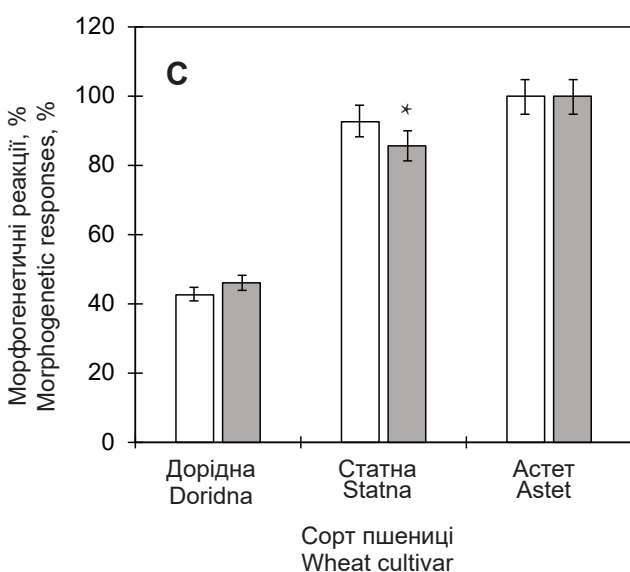 Морфогенетичні реакції, %
Morphogenetic responses, %
120
100
80
60
40
20
0
C
*
Дорідна
Doridna
Статна
Statna
Астет
Astet
Сорт пшениці
Wheat cultivar